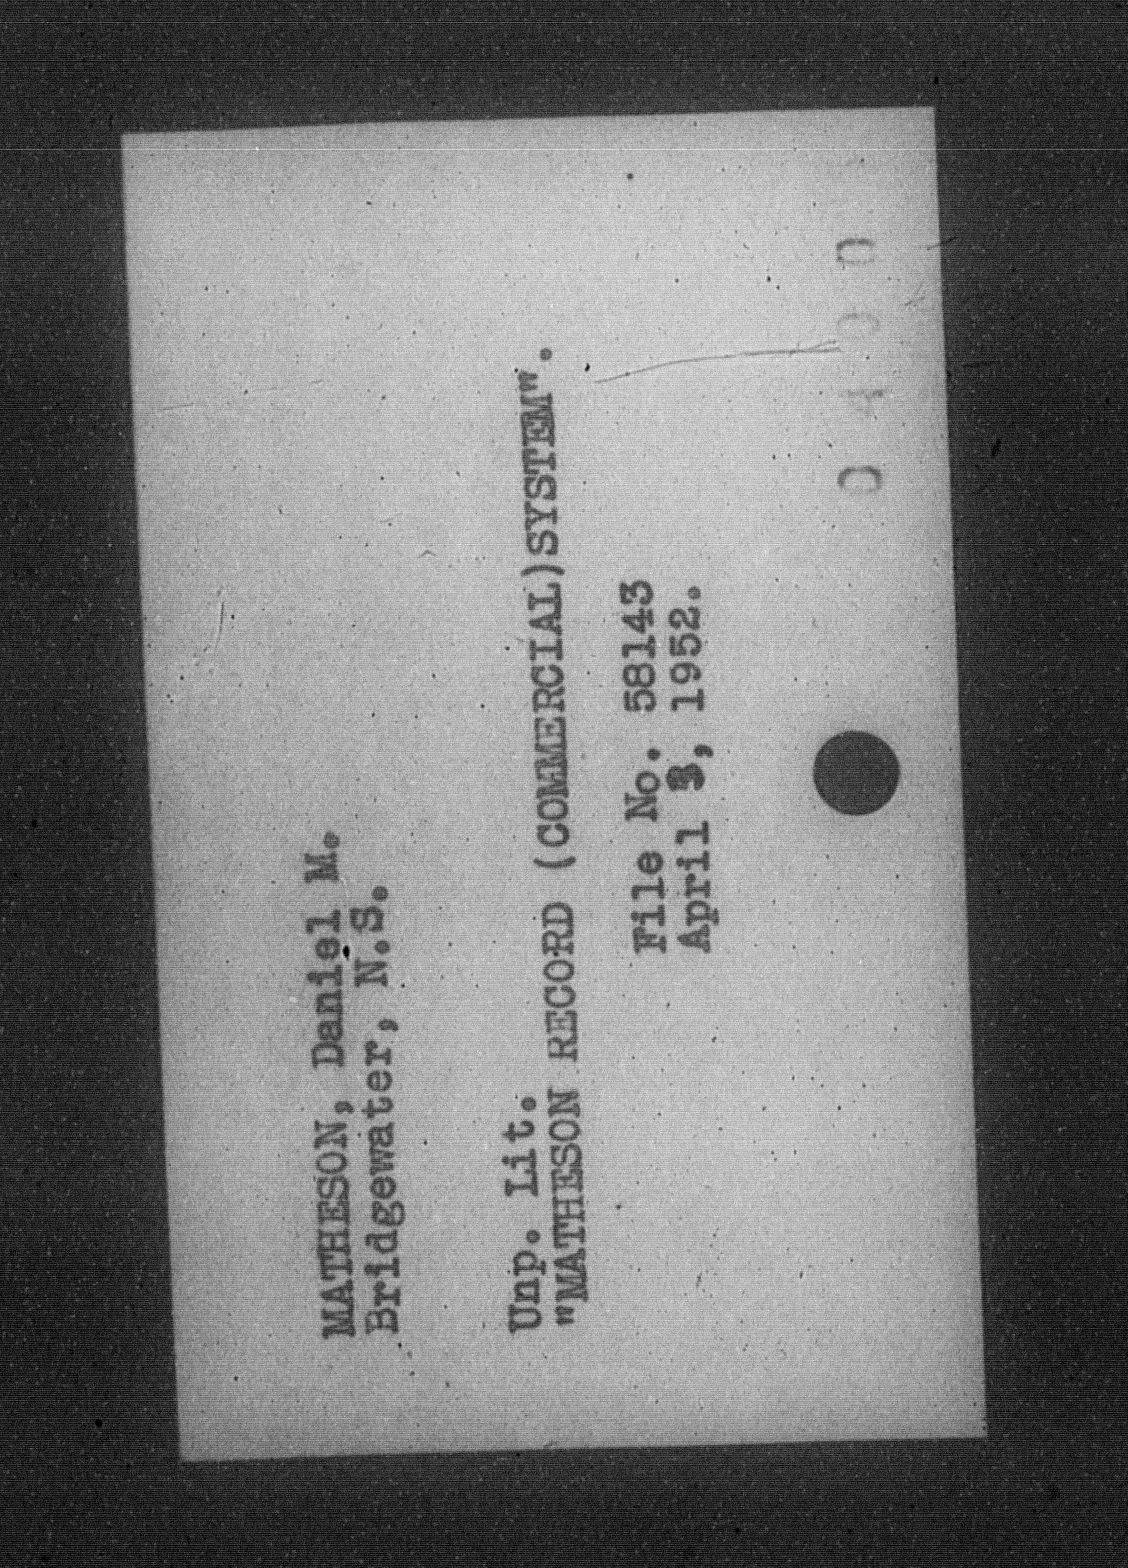 MATHESON, Daniel M.
Bridgewater, N.S.
Unp. Lit.
"MATHESON RECORD (COMMERCIAL)SYSTEM".
File No. 58143
April 3, 1952.